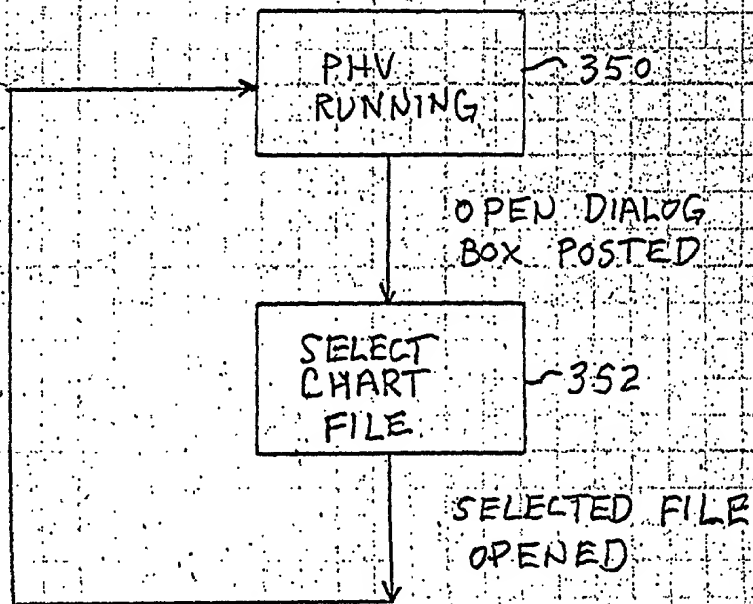 PHV
RUNNING
350
OPEN DIALOG
BOX POSTED
SELECT
CHART
FILE.
352
SELECTED FILE
OPENED